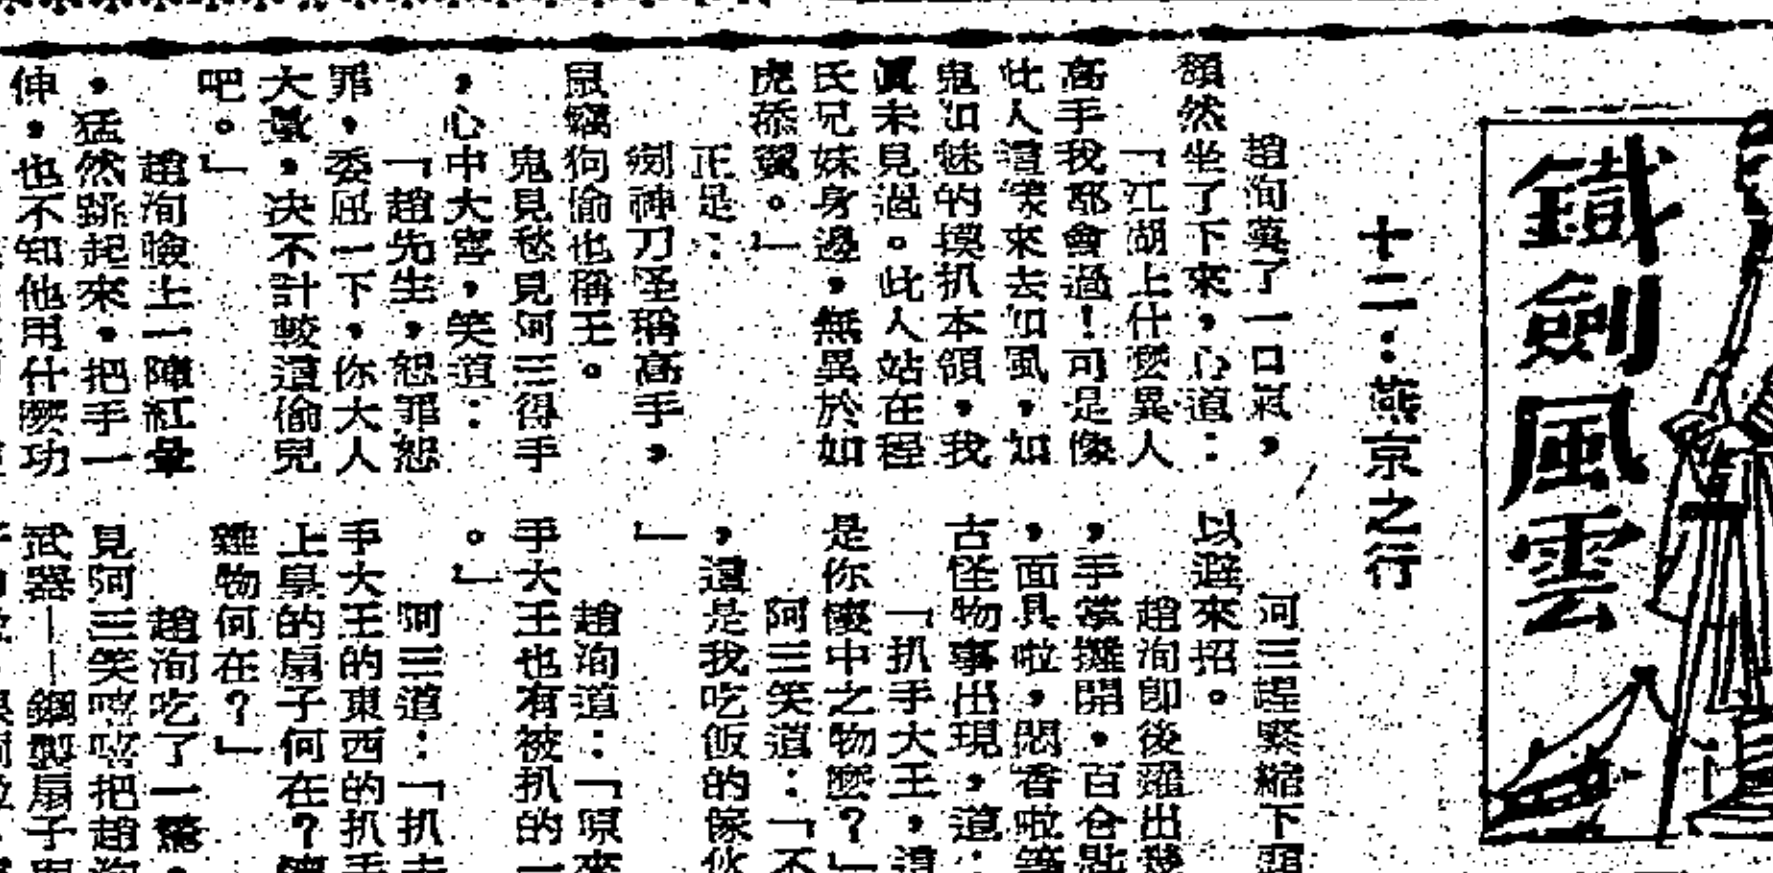 鐵劍風雲
十二：燕京之行
趙洵嘆了一口氣，
頹然坐了下來，心道：
「江湖上什麼異人
高手我都會過！可是像
此人這樣來去如風，如
鬼如魅的摸扒本領，我
眞未見過。此人站在程
氏兄妹身邊，無異於如
虎添翼。」
正是：
劍神刀圣稱高手，
鼠竊狗偷也稱王。
鬼見愁見阿三得手
，心中大喜，笑道：
「趙先生，恕罪恕
罪，委屈一下，你大人
大量，決不計較這偷兒
吧。」
趙洵臉上一陣紅暈
，猛然跳起來，把手一
伸，也不知他用什麼功
阿三趕緊縮下頭
以避來招。
趙洵即後躍出幾
，手掌攤開，百合
，面具啦，悶香啦等
古怪物事出現，道：
「扒手大王，這
是你懷中之物麼？」
阿三笑道：「不
，這是我吃飯的傢伙
」
趙洵道：「原來
手大王也有被扒的一
。」
阿三道：「扒手
手大王的東西的扒手
上拿的扇子何在？
雜物何在？」
趙洵吃了一驚，
見阿三笑嘻嘻把趙洵
武器——鋼製扇子